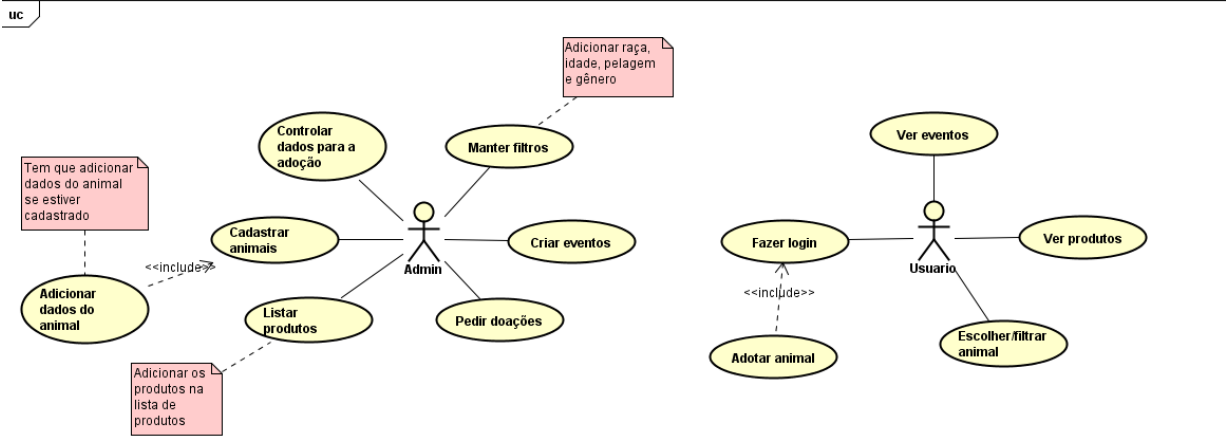 uc
Adicionar raça,
idade, pelagem
e gênero
Controlar
dados para a
adoção
Manter filtros
Ver eventos
Tem que adicionar
dados do animal
se estiver
cadastrado
Cadastrar
animais
Admin
Criar eventos
Fazer login
Usuario
Ver produtos
<<include>>
Adicionar
dados do
animal
Listar
produtos
Pedir doações
<<include>>
Adotar animal
Escolher/filtrar
animal
Adicionar os
produtos na
lista de
produtos